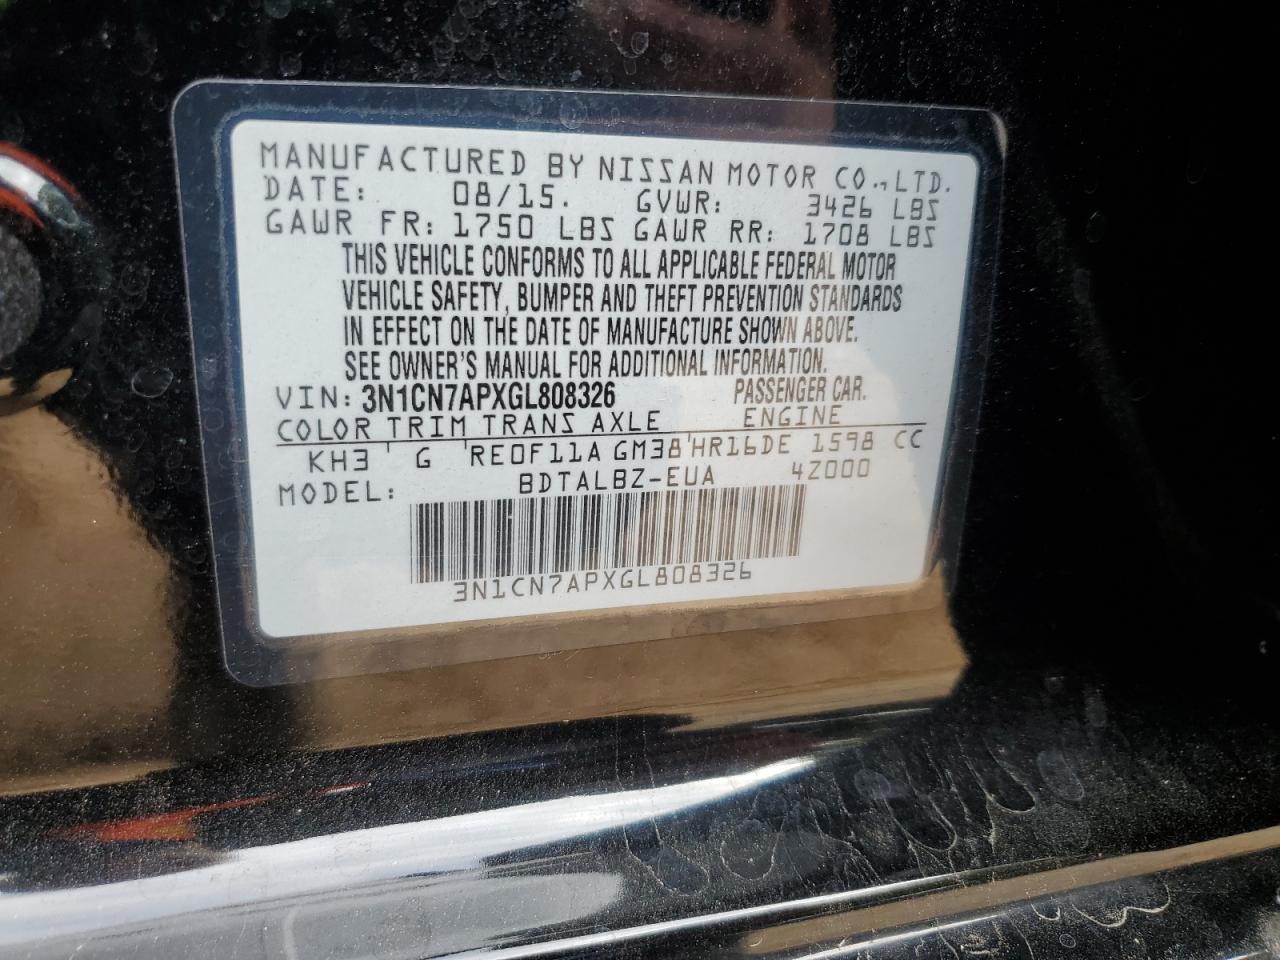 MANUFACTURED BY NISSAN MOTOR CO.,LTD.
DATE: 08/15. GVWR: 3426 LBS
GAWR FR: 1750 LBS GAWR RR: 1708 LBS
THIS VEHICLE CONFORMS TO ALL APPLICABLE FEDERAL MOTOR
VEHICLE SAFETY, BUMPER AND THEFT PREVENTION STANDARDS
IN EFFECT ON THE DATE OF MANUFACTURE SHOWN ABOVE.
SEE OWNER'S MANUAL FOR ADDITIONAL INFORMATION.
VIN: 3N1CN7APXGL808326 PASSENGER CAR.
COLOR TRIM TRANS AXLE ENGINE
KH3 G RE0F11A GM38 HR16DE 1598 CC
MODEL: BDTALBZ-EUA 4Z000
3N1CN7APXGL808326